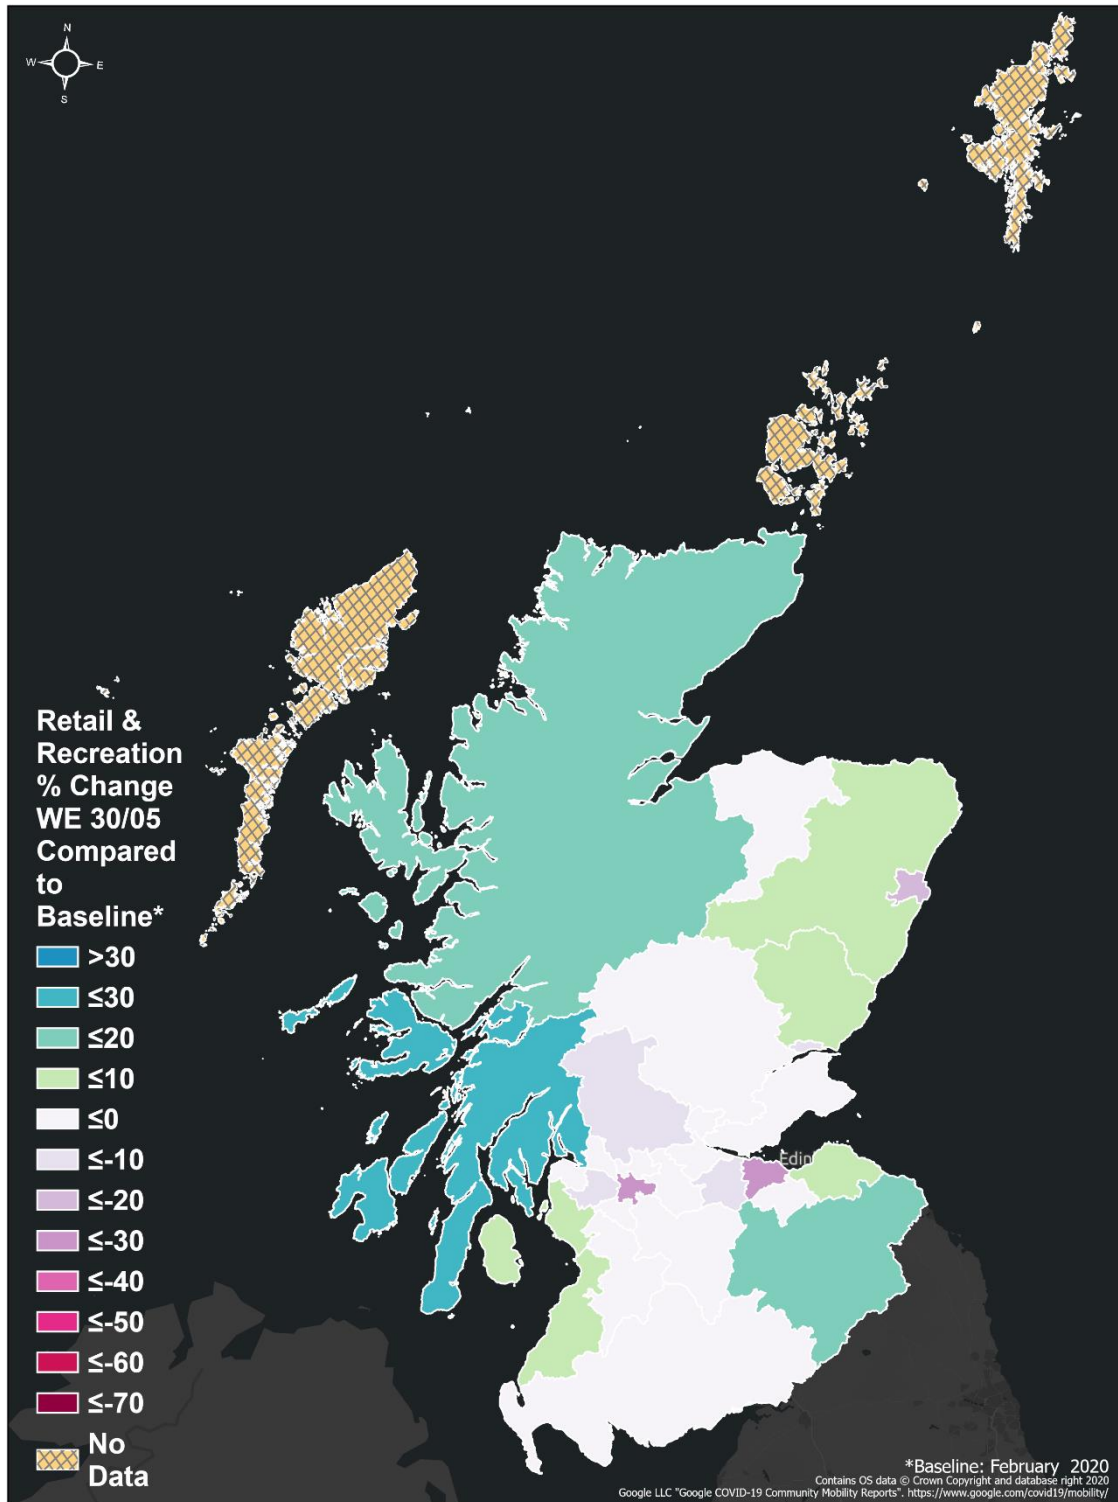 N
W E
S
Retail &
Recreation
% Change
WE 30/05
Compared
to
Baseline*
>30
≤30
≤20
≤10
≤0
≤-10
≤-20
≤-30
≤-40
≤-50
≤-60
≤-70
No
Data
Edin
*Baseline: February 2020
Contains OS data © Crown Copyright and database right 2020
Google LLC "Google COVID-19 Community Mobility Reports". https://www.google.com/covid19/mobility/